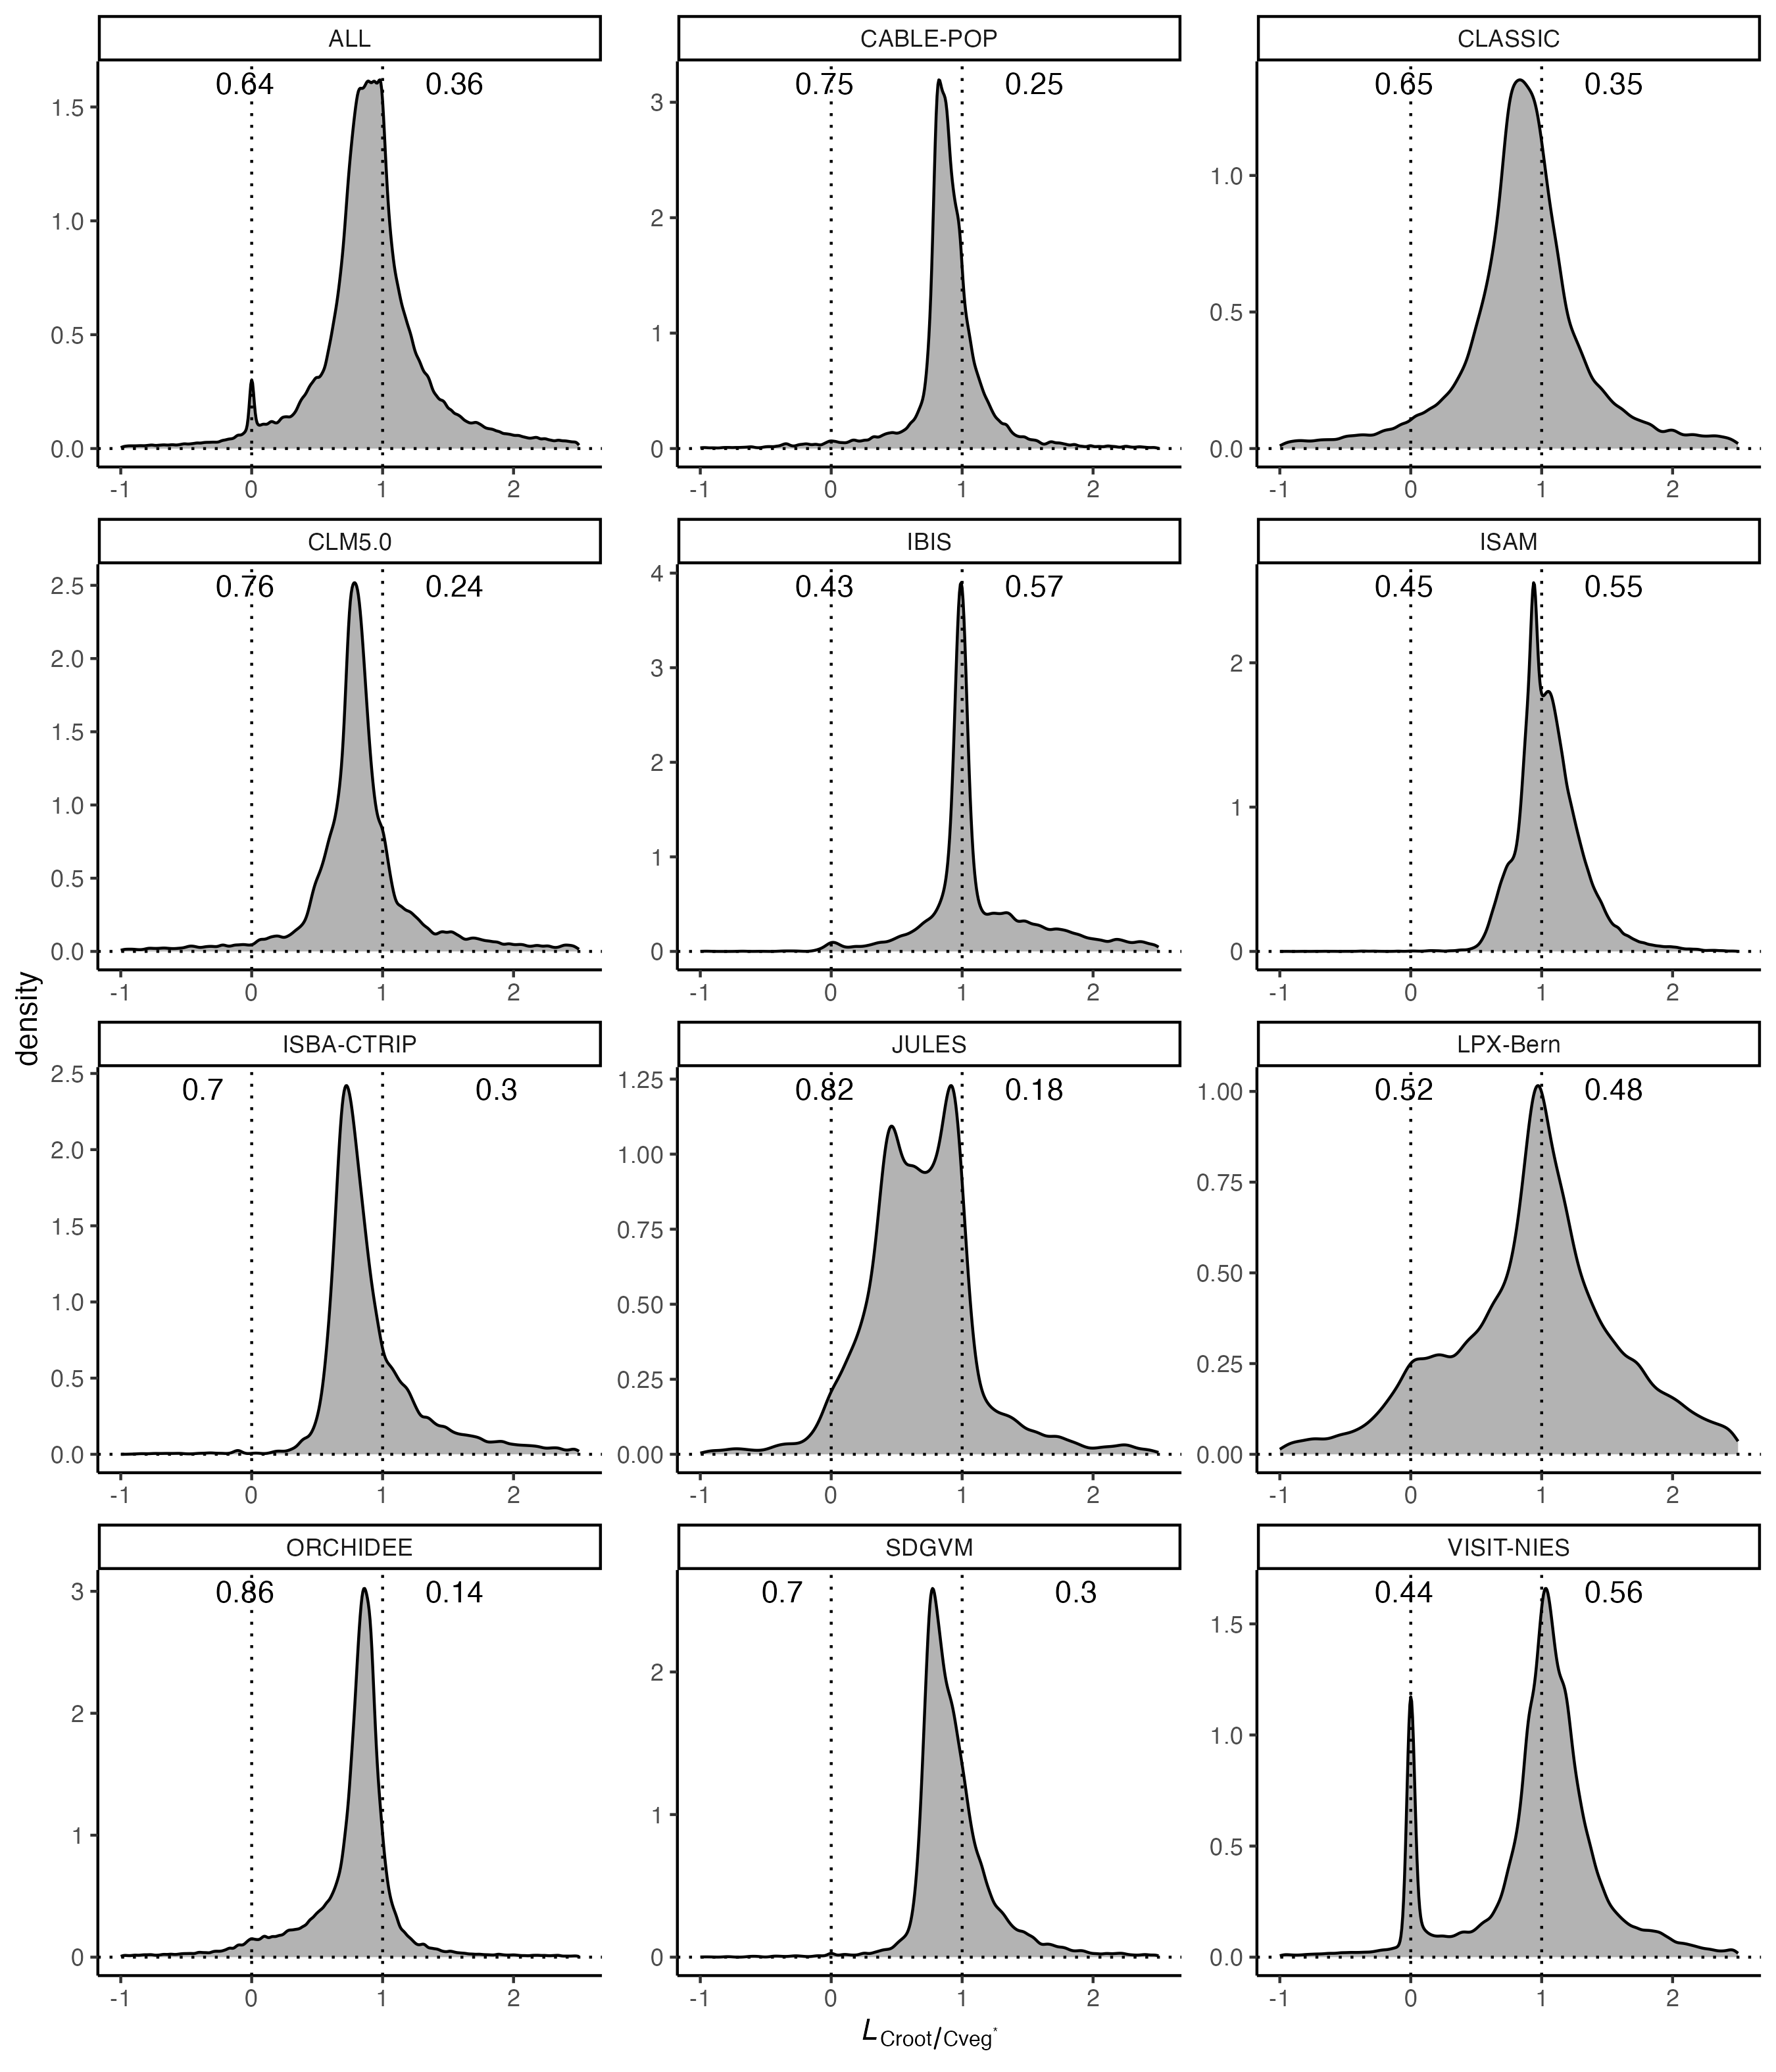 ALL
0.64 0.36
1.5
1.0
0.5
0.0
-1 0 1 2
CABLE-POP
0.75 0.25
3
2
1
0
-1 0 1 2
CLASSIC
0.65 0.35
1.0
0.5
0.0
-1 0 1 2
CLM5.0
0.76 0.24
2.5
2.0
1.5
1.0
0.5
0.0
-1 0 1 2
IBIS
0.43 0.57
4
3
2
1
0
-1 0 1 2
ISAM
0.45 0.55
2
1
0
-1 0 1 2
density
ISBA-CTRIP
0.7 0.3
2.5
2.0
1.5
1.0
0.5
0.0
-1 0 1 2
JULES
0.82 0.18
1.25
1.00
0.75
0.50
0.25
0.00
-1 0 1 2
LPX-Bern
0.52 0.48
1.00
0.75
0.50
0.25
0.00
-1 0 1 2
ORCHIDEE
0.86 0.14
3
2
1
0
-1 0 1 2
SDGVM
0.7 0.3
2
1
0
-1 0 1 2
VISIT-NIES
0.44 0.56
1.5
1.0
0.5
0.0
-1 0 1 2
L Croot/Cveg*